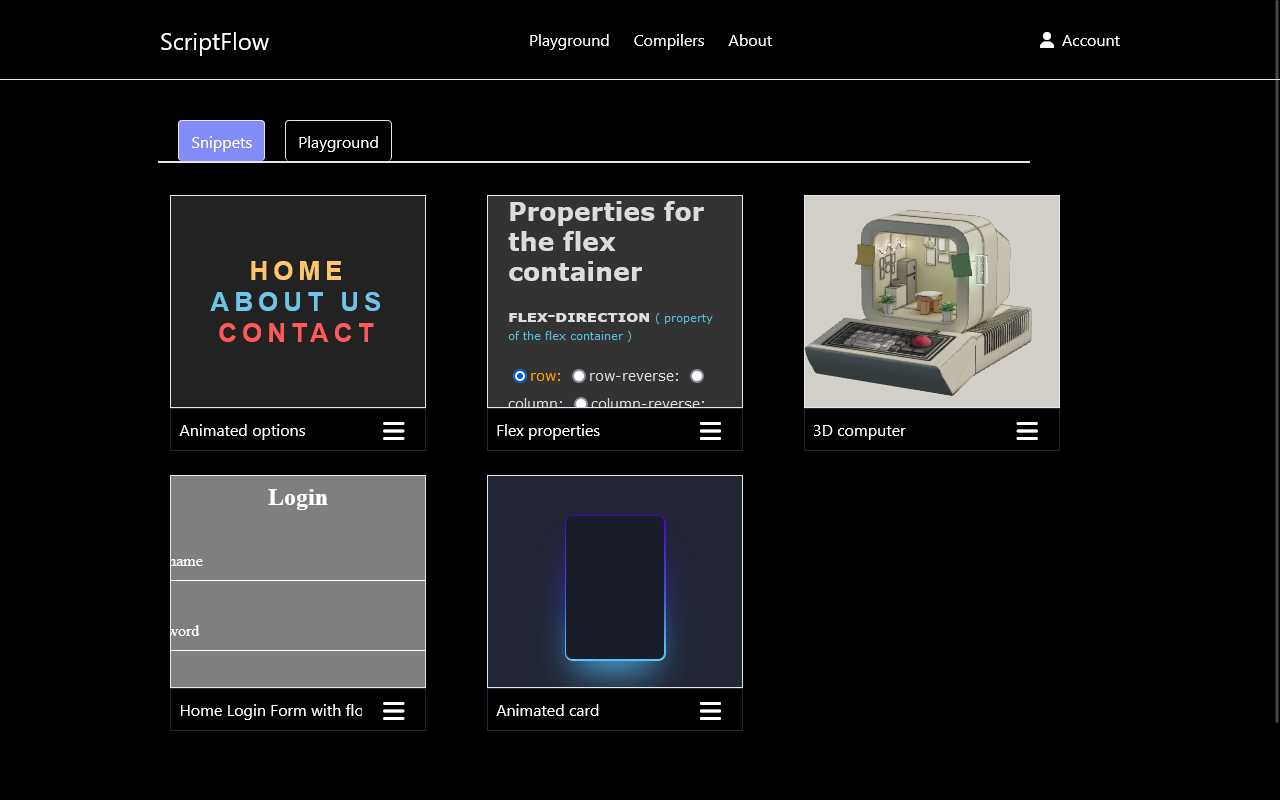 ScriptFlow
Playground
Compilers
About
Account
Snippets
Playground
HOME
ABOUT US
CONTACT
Animated options
Properties for
the flex
container
FLEX-DIRECTION ( property
of the flex container )
row: row-reverse:
column: column-reverse:
Flex properties
3D computer
Login
name
word
Home Login Form with flo
Animated card